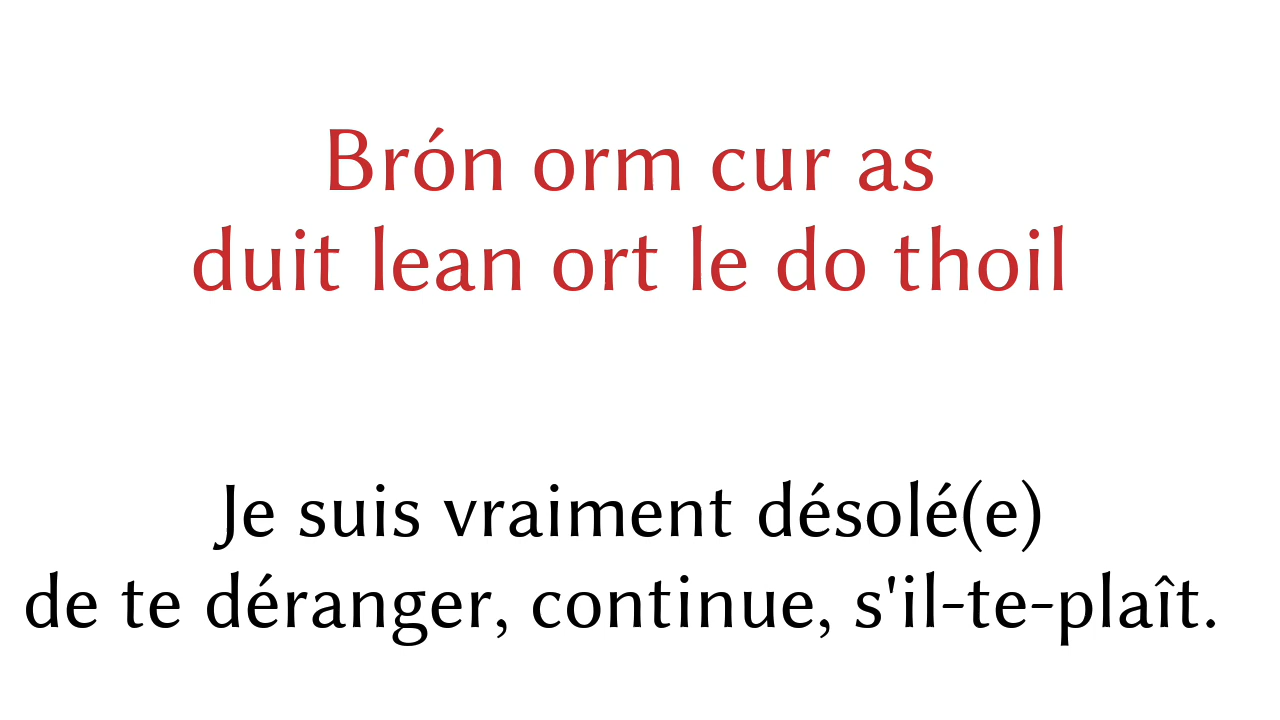 Brón orm cur as
duit lean ort le do thoil
Je suis vraiment désolé(e)
de te déranger, continue, s'il-te-plaît.